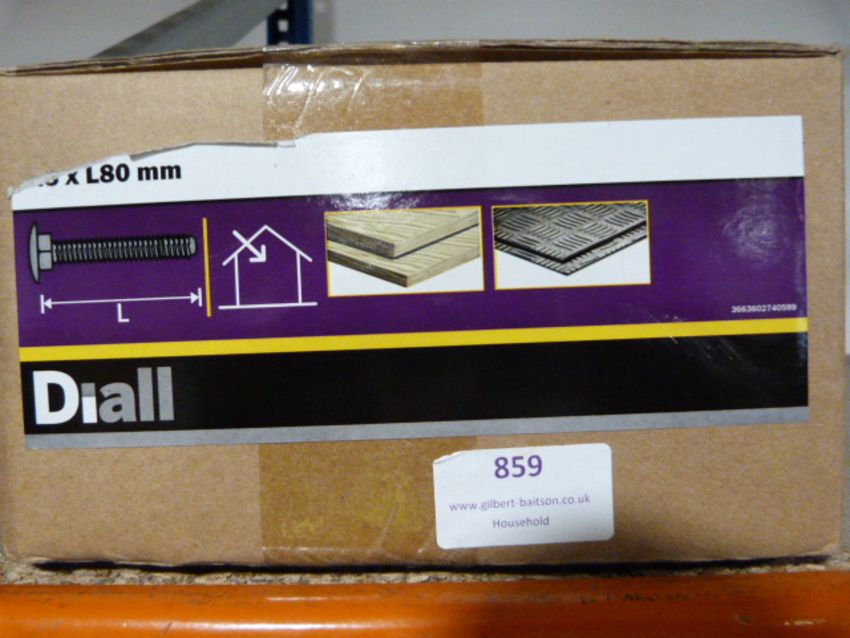 x L80 mm
L
3663602740599
Diall
859
www.gilbert-baitson.co.uk
Household